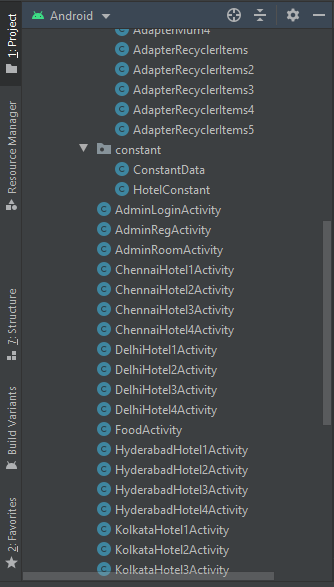 Android
1: Project
Resource Manager
Z: Structure
Build Variants
2: Favorites
AdapterMum4
AdapterRecyclerItems
AdapterRecyclerItems2
AdapterRecyclerItems3
AdapterRecyclerItems4
AdapterRecyclerItems5
constant
ConstantData
HotelConstant
AdminLoginActivity
AdminRegActivity
AdminRoomActivity
ChennaiHotel1Activity
ChennaiHotel2Activity
ChennaiHotel3Activity
ChennaiHotel4Activity
DelhiHotel1Activity
DelhiHotel2Activity
DelhiHotel3Activity
DelhiHotel4Activity
FoodActivity
HyderabadHotel1Activity
HyderabadHotel2Activity
HyderabadHotel3Activity
HyderabadHotel4Activity
KolkataHotel1Activity
KolkataHotel2Activity
KolkataHotel3Activity